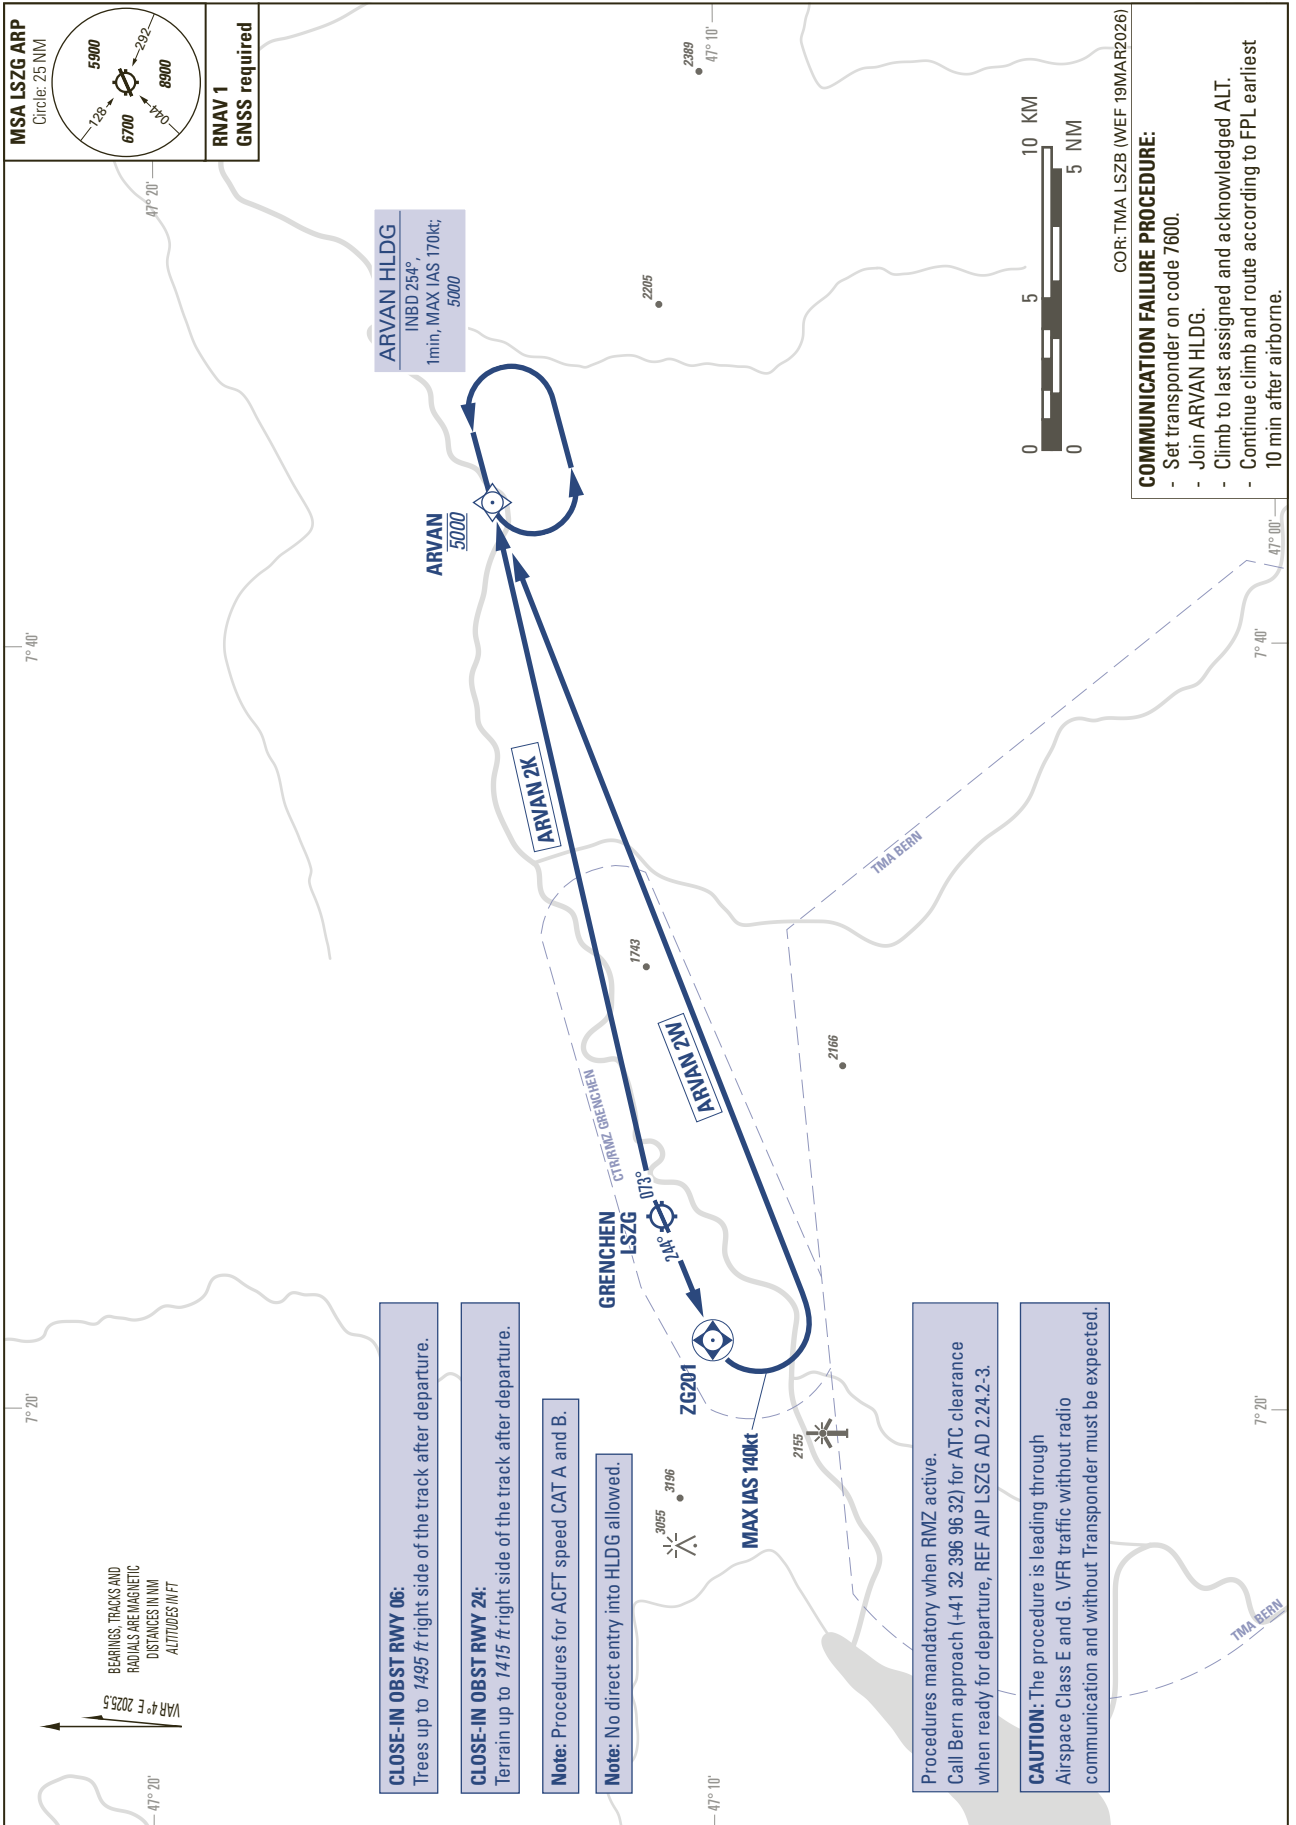 BEARINGS, TRACKS AND
RADIALS ARE MAGNETIC
DISTANCES IN NM
ALTITUDES IN FT
VAR 4° E 2025.5
47° 20'
7° 20'
7° 40'
47° 20'
MSA LSZG ARP
Circle: 25 NM
128
5900
292
6700
8900
044
RNAV 1
GNSS required
CLOSE-IN OBST RWY 06:
Trees up to 1495 ft right side of the track after departure.
CLOSE-IN OBST RWY 24:
Terrain up to 1415 ft right side of the track after departure.
Note: Procedures for ACFT speed CAT A and B.
Note: No direct entry into HLDG allowed.
ARVAN HLDG
INBD 254°,
1min, MAX IAS 170kt;
5000
ARVAN
5000
ARVAN 2K
CTR/RMZ GRENCHEN
GRENCHEN
LSZG
073°
244°
1743
2205
2389
47° 10'
3055
3196
ZG201
ARVAN 2W
47° 10'
MAX IAS 140kt
2155
2166
TMA BERN
Procedures mandatory when RMZ active.
Call Bern approach (+41 32 396 96 32) for ATC clearance
when ready for departure, REF AIP LSZG AD 2.24.2-3.
CAUTION: The procedure is leading through
Airspace Class E and G. VFR traffic without radio
communication and without Transponder must be expected.
0
5
10 KM
0
5 NM
COR: TMA LSZB (WEF 19MAR2026)
COMMUNICATION FAILURE PROCEDURE:
- Set transponder on code 7600.
- Join ARVAN HLDG.
- Climb to last assigned and acknowledged ALT.
- Continue climb and route according to FPL earliest
10 min after airborne.
TMA BERN
7° 20'
7° 40'
47° 00'